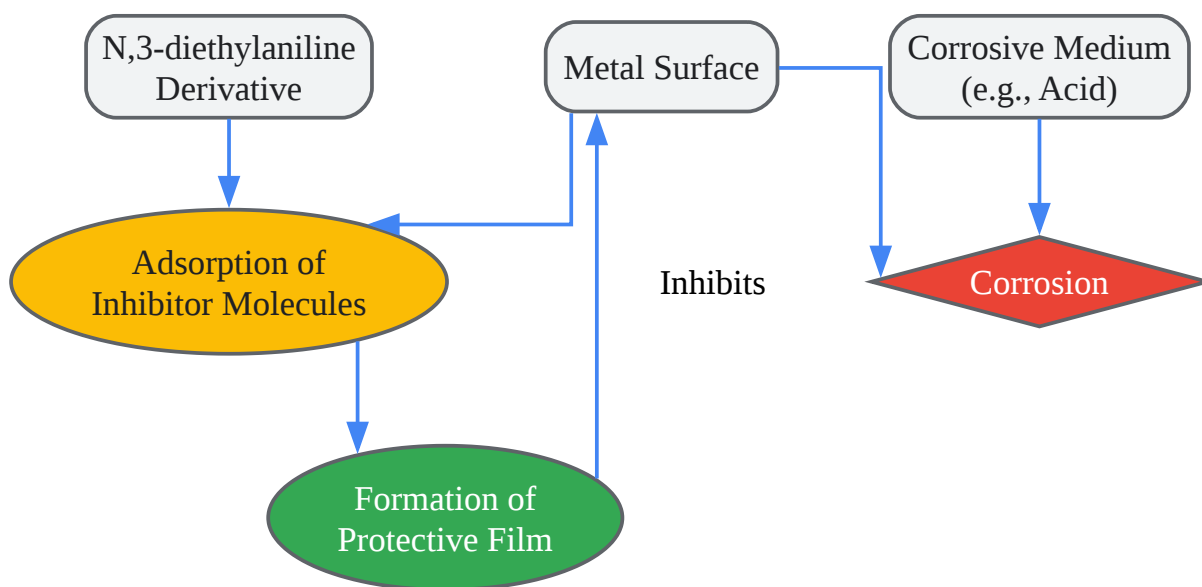 N,3-diethylaniline
Derivative
Metal Surface
Corrosive Medium
(e.g., Acid)
Adsorption of
Inhibitor Molecules
Inhibits
Corrosion
Formation of
Protective Film